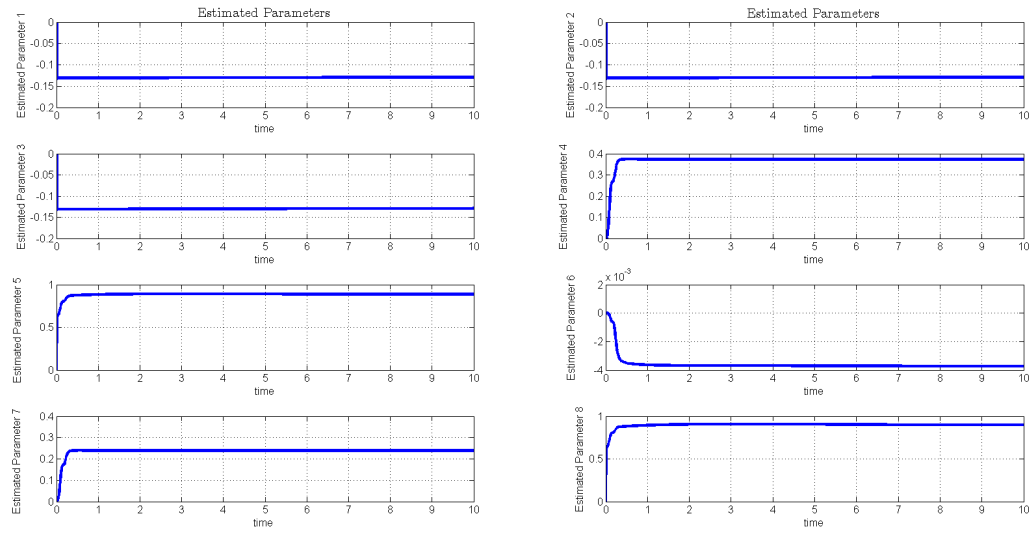 Estimated Parameters
Estimated Parameter 1
0
-0.05
-0.1
-0.15
-0.2
0 1 2 3 4 5 6 7 8 9 10
time
Estimated Parameters
Estimated Parameter 2
0
-0.05
-0.1
-0.15
-0.2
0 1 2 3 4 5 6 7 8 9 10
time
Estimated Parameter 3
0
-0.05
-0.1
-0.15
-0.2
0 1 2 3 4 5 6 7 8 9 10
time
Estimated Parameter 4
0.4
0.3
0.2
0.1
0
0 1 2 3 4 5 6 7 8 9 10
time
Estimated Parameter 5
1
0.5
0
0 1 2 3 4 5 6 7 8 9 10
time
Estimated Parameter 6
x 10^-3
2
0
-2
-4
0 1 2 3 4 5 6 7 8 9 10
time
Estimated Parameter 7
0.4
0.3
0.2
0.1
0
0 1 2 3 4 5 6 7 8 9 10
time
Estimated Parameter 8
1
0.5
0
0 1 2 3 4 5 6 7 8 9 10
time